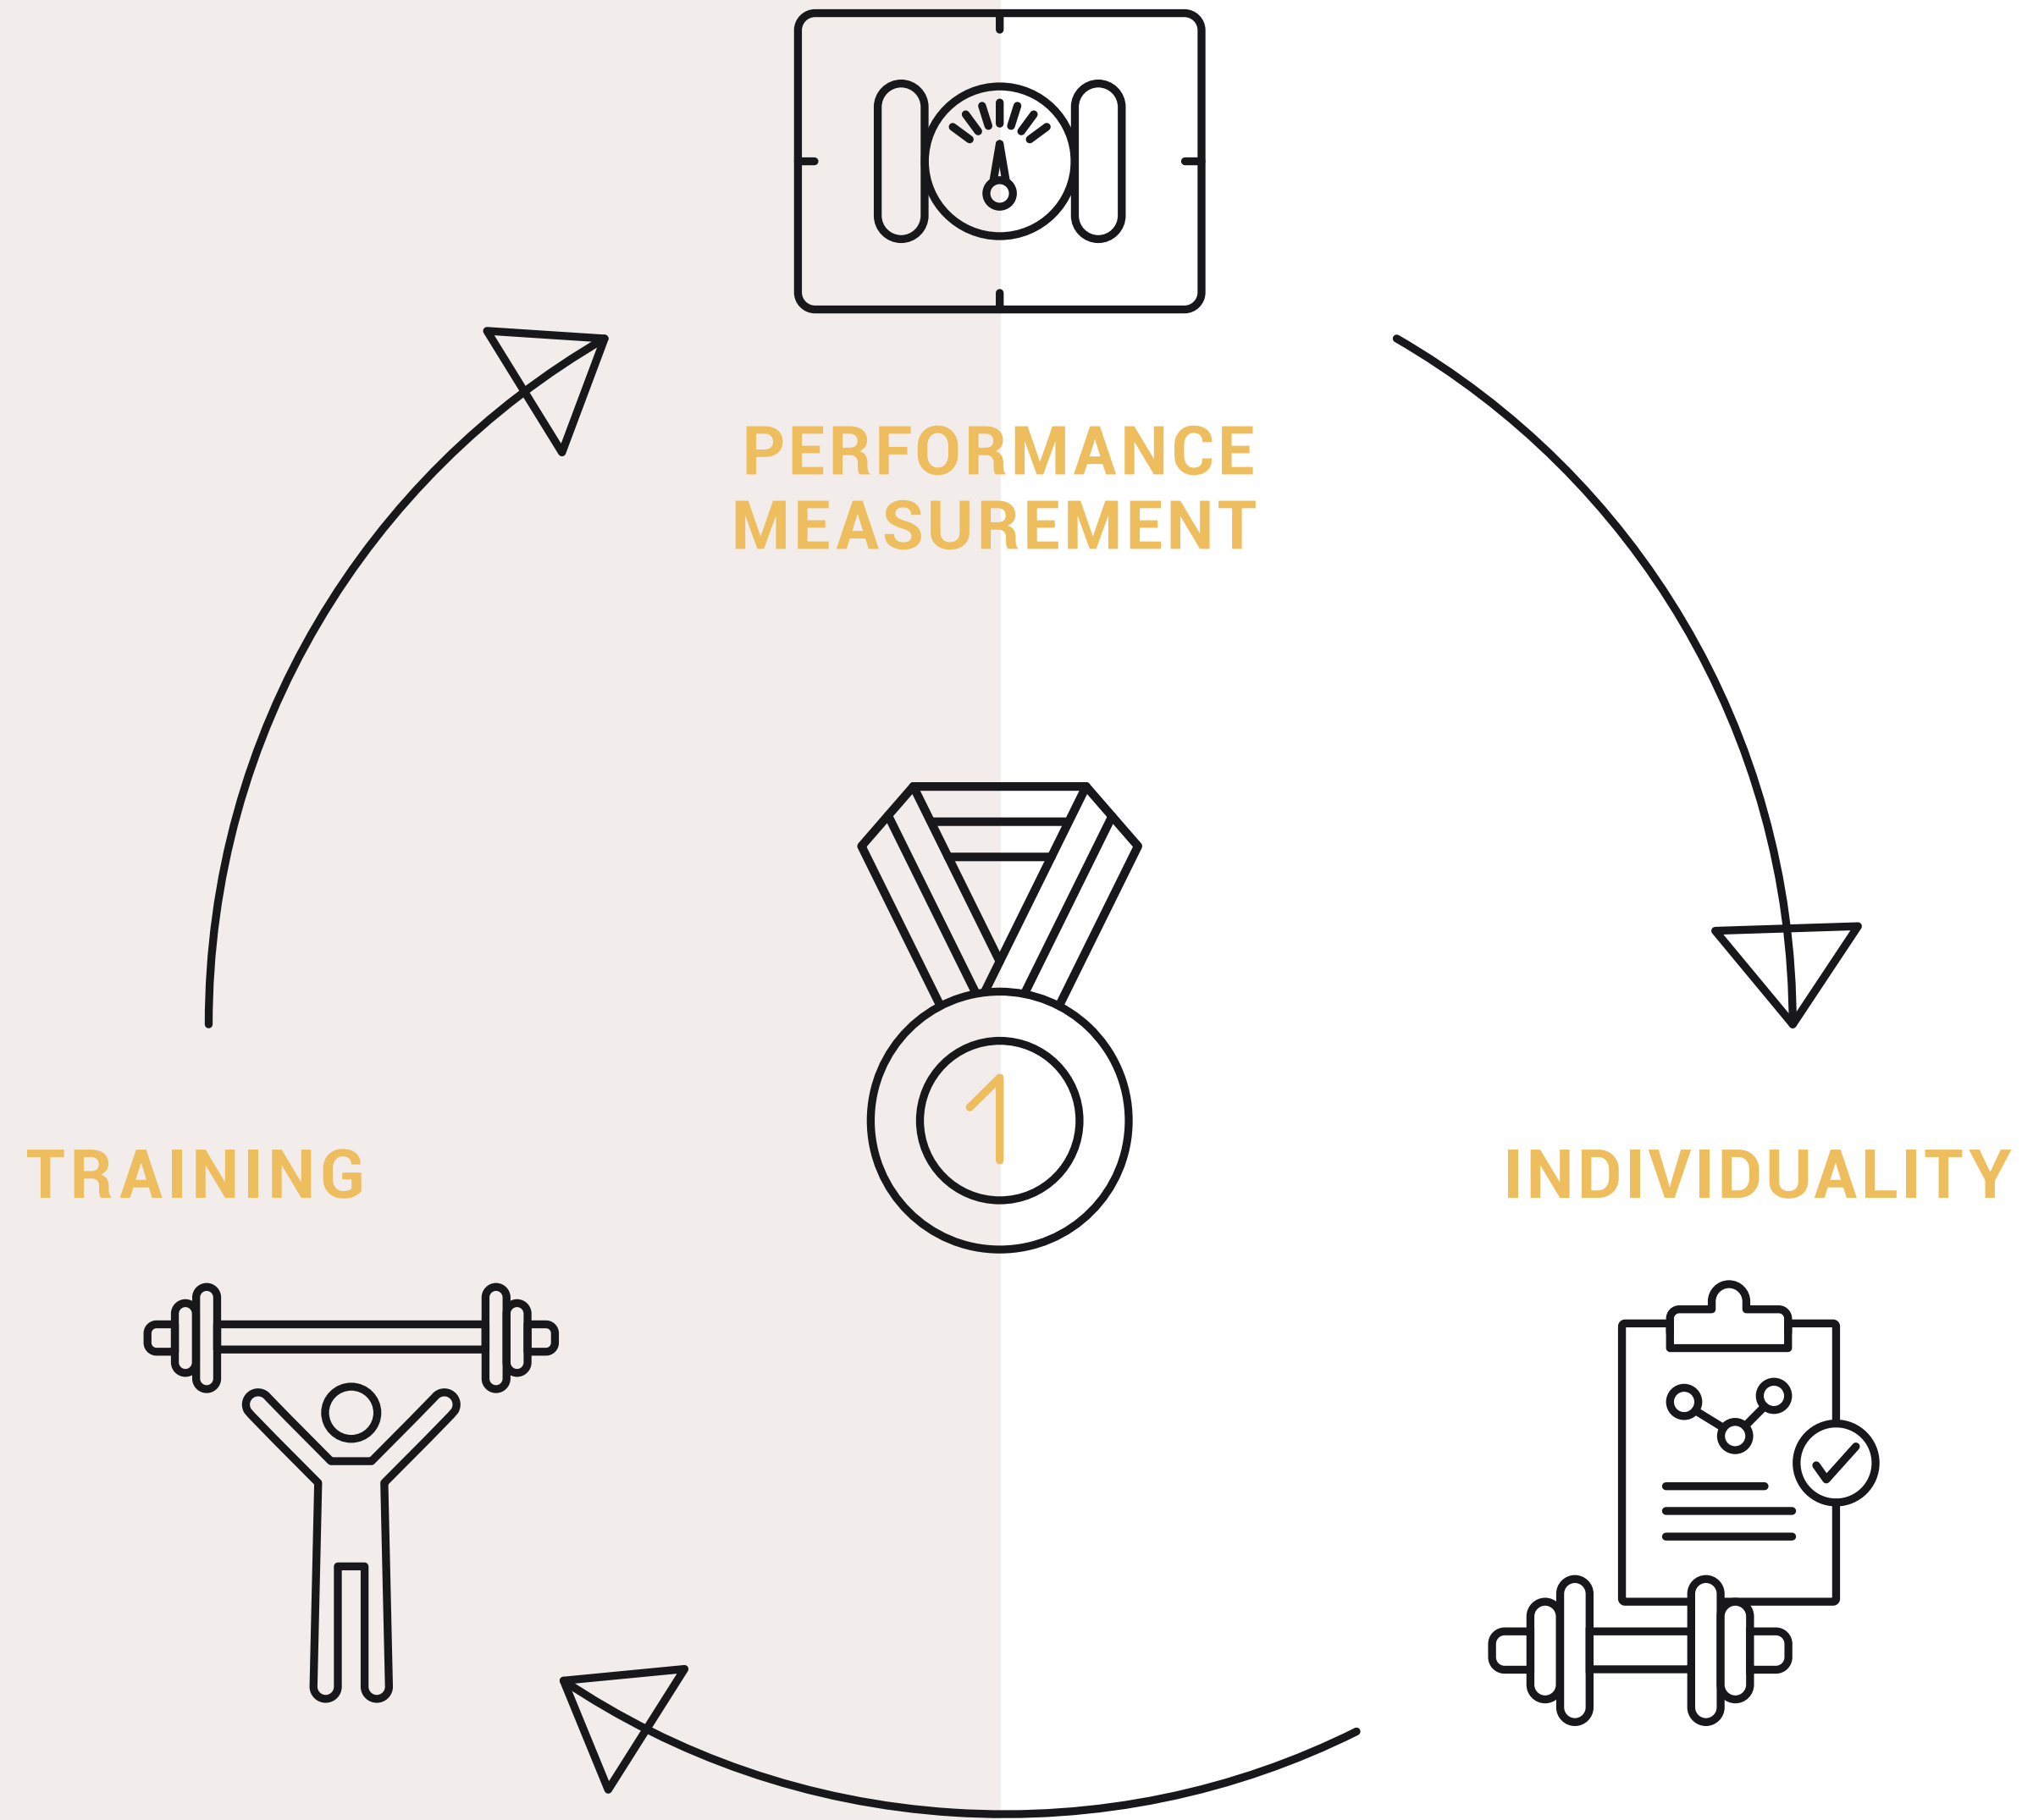 PERFORMANCE
MEASUREMENT
1
TRAINING
INDIVIDUALITY